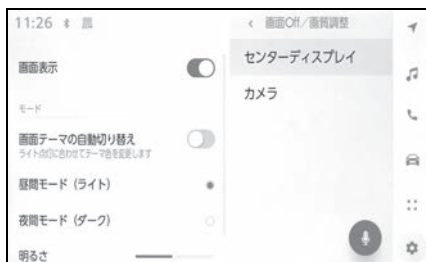 11:26
< 画面Off/画質調整
画面表示
モード
画面テーマの自動切り替え
ライト点灯に合わせてテーマ色を変更します
昼間モード（ライト）
夜間モード（ダーク）
明るさ
センターディスプレイ
カメラ